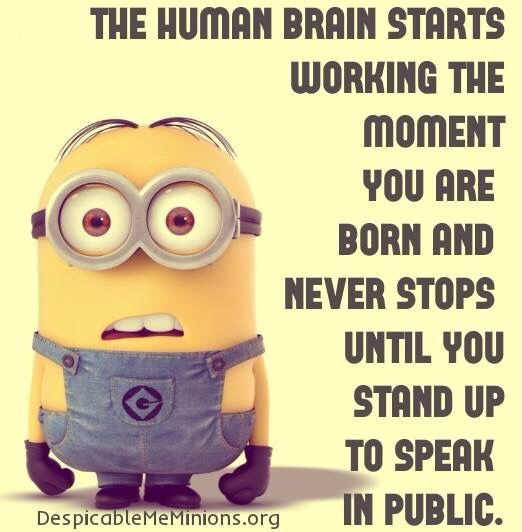 THE HUMAN BRAIN STARTS
WORKING THE
MOMENT
YOU ARE
BORN AND
NEVER STOPS
UNTIL YOU
STAND UP
TO SPEAK
IN PUBLIC.
DespicableMeMinions.org